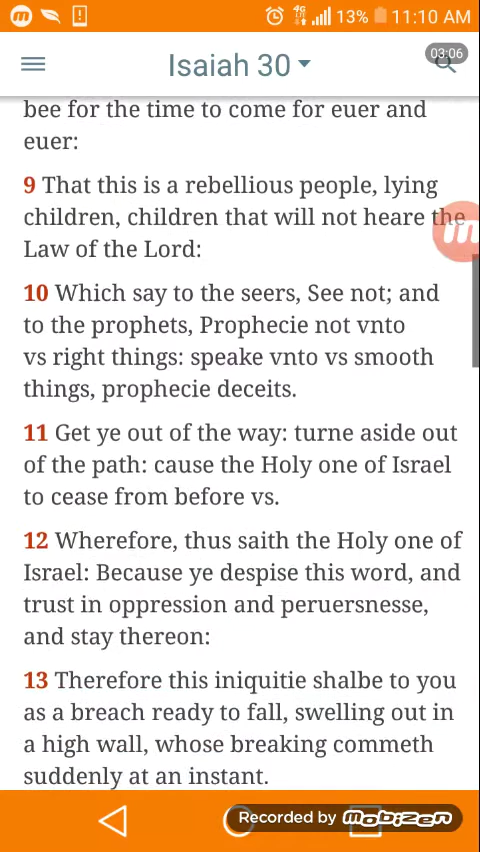 4G
13%
11:10 AM
Isaiah 30
03:06
bee for the time to come for euer and
euer:
9 That this is a rebellious people, lying
children, children that will not heare the
Law of the Lord:
10 Which say to the seers, See not; and
to the prophets, Prophecie not vnto
vs right things: speake vnto vs smooth
things, prophecie deceits.
11 Get ye out of the way: turne aside out
of the path: cause the Holy one of Israel
to cease from before vs.
12 Wherefore, thus saith the Holy one of
Israel: Because ye despise this word, and
trust in oppression and peruersnesse,
and stay thereon:
13 Therefore this iniquitie shalbe to you
as a breach ready to fall, swelling out in
a high wall, whose breaking commeth
suddenly at an instant.
Recorded by Mobizen